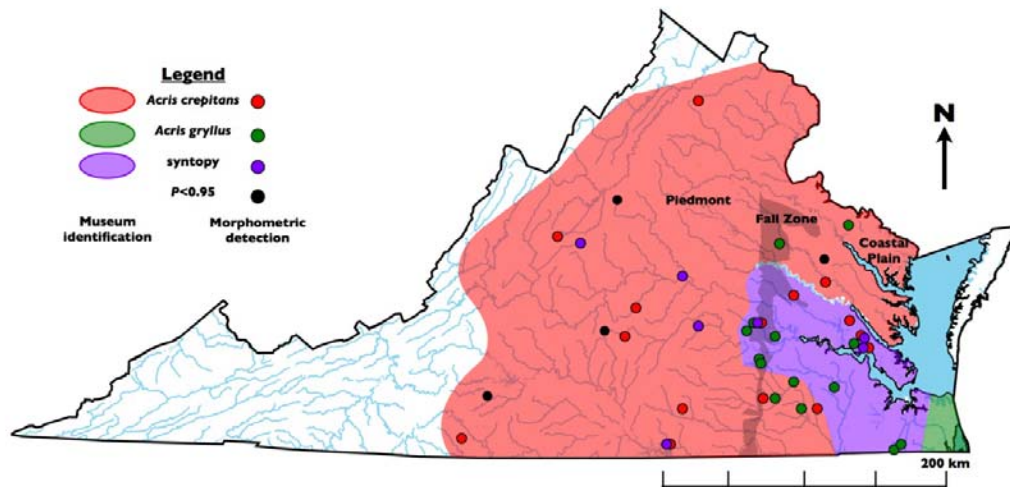 Legend
Acris crepitans
Acris gryllus
syntopy
P<0.95
Museum
identification
Morphometric
detection
N
Piedmont
Fall Zone
Coastal
Plain
200 km